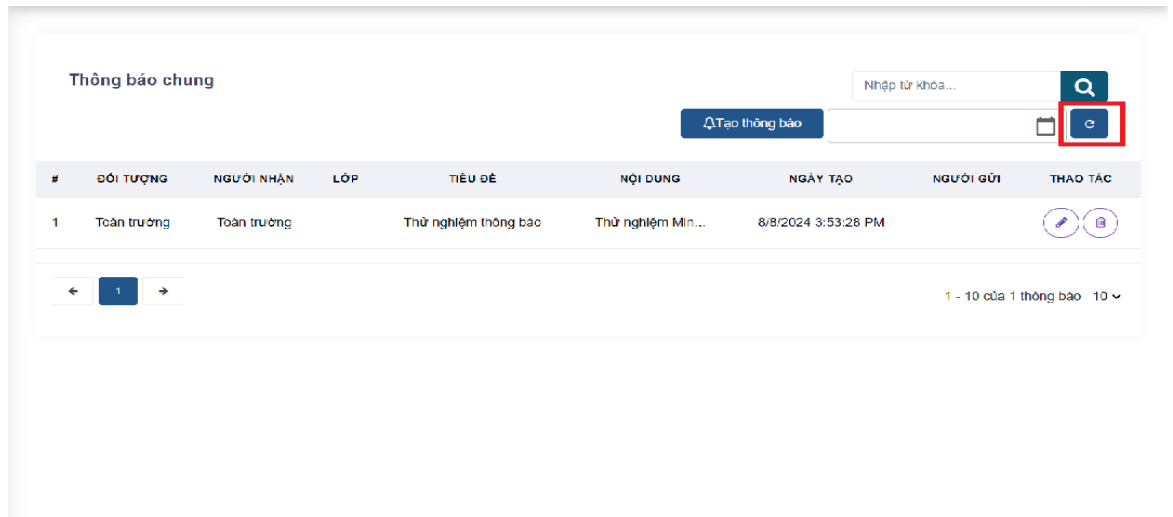 Thông báo chung
Nhập từ khóa...
Tạo thông báo
# ĐỐI TƯỢNG NGƯỜI NHẬN LỚP TIÊU ĐỀ NỘI DUNG NGÀY TẠO NGƯỜI GỬI THAO TÁC
1 Toàn trường Toàn trường Thử nghiệm thông báo Thử nghiệm Min... 8/8/2024 3:53:28 PM
1
1 - 10 của 1 thông báo 10